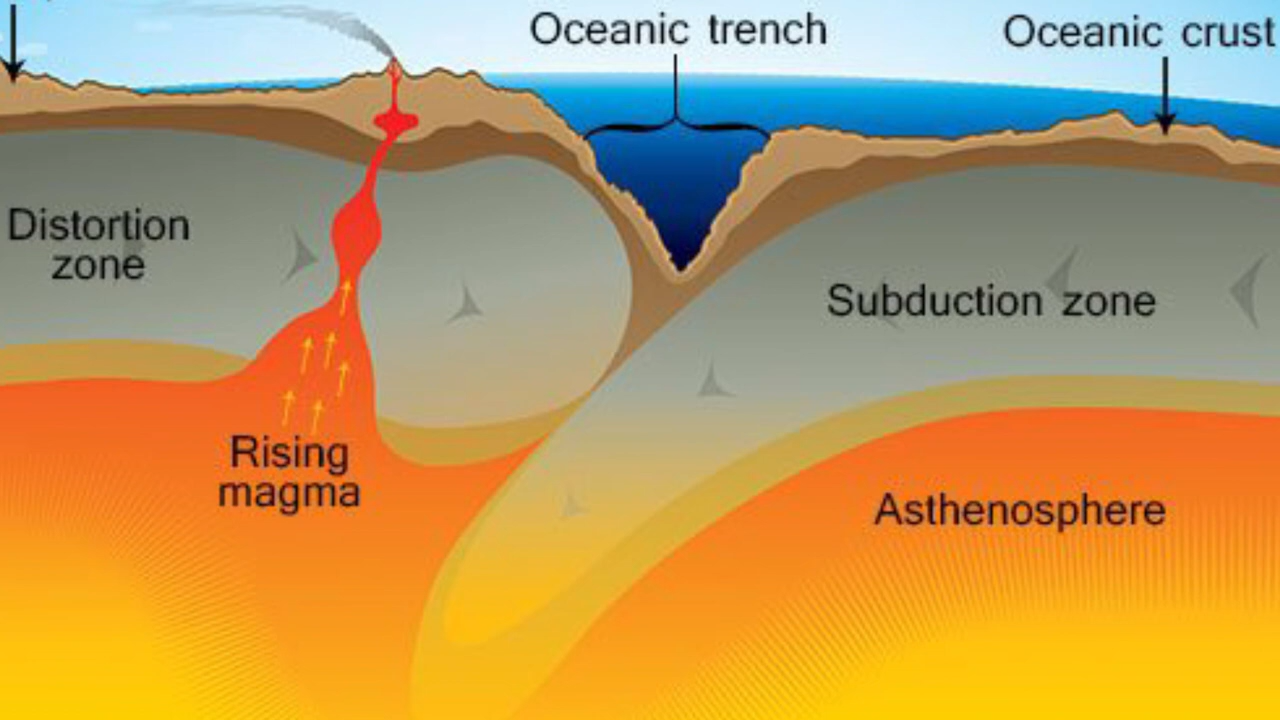 Oceanic trench
Oceanic crust
Distortion
zone
Subduction zone
Rising
magma
Asthenosphere